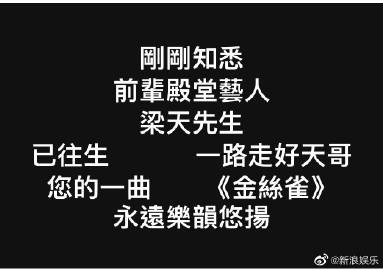 剛剛知悉
前輩殿堂藝人
梁天先生
已往生 一路走好天哥
您的一曲 《金絲雀》
永遠樂韻悠揚
@新浪娱乐